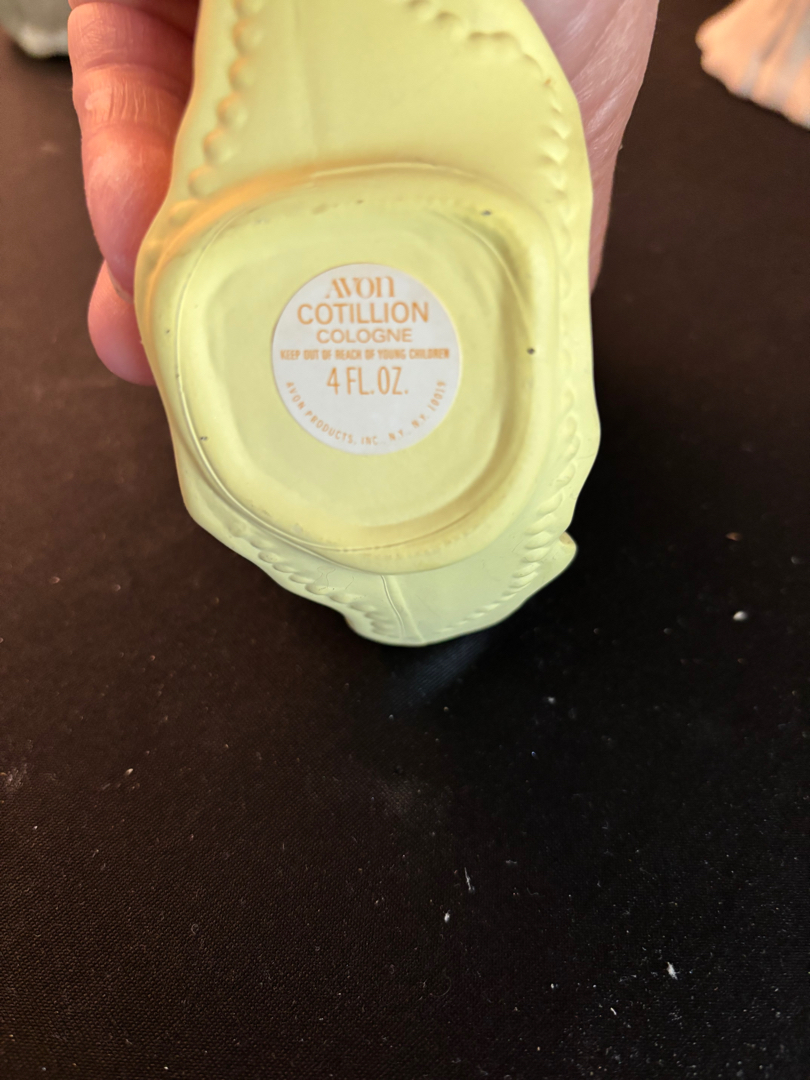 AVON
COTILLION
COLOGNE
KEEP OUT OF REACH OF YOUNG CHILDREN
4 FL. OZ.
AVON PRODUCTS, INC. N.Y., N.Y. 10019